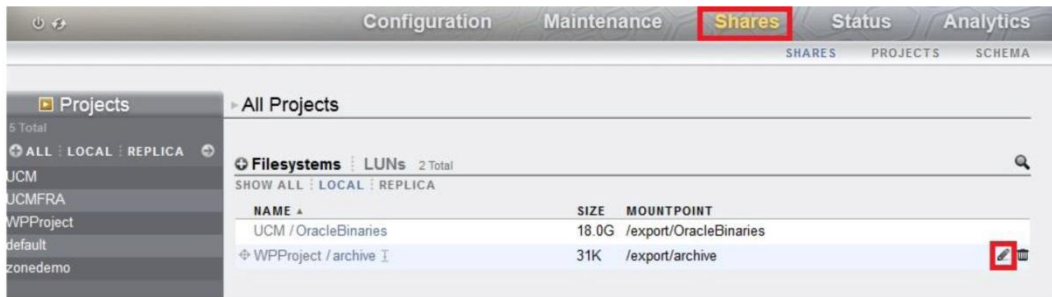 Configuration Maintenance Shares Status Analytics
SHARES PROJECTS SCHEMA
Projects
5 Total
ALL LOCAL REPLICA
UCM
UCMFRA
WPProject
default
zonedemo
All Projects
Filesystems LUNs 2 Total
SHOW ALL LOCAL REPLICA
NAME SIZE MOUNTPOINT
UCM / OracleBinaries 18.0G /export/OracleBinaries
WPProject / archive 31K /export/archive